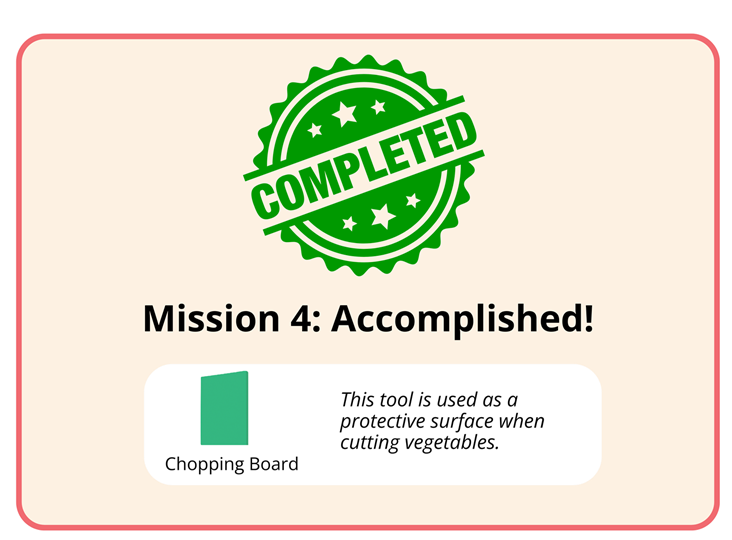 COMPLETED
Mission 4: Accomplished!
This tool is used as a
protective surface when
cutting vegetables.
Chopping Board